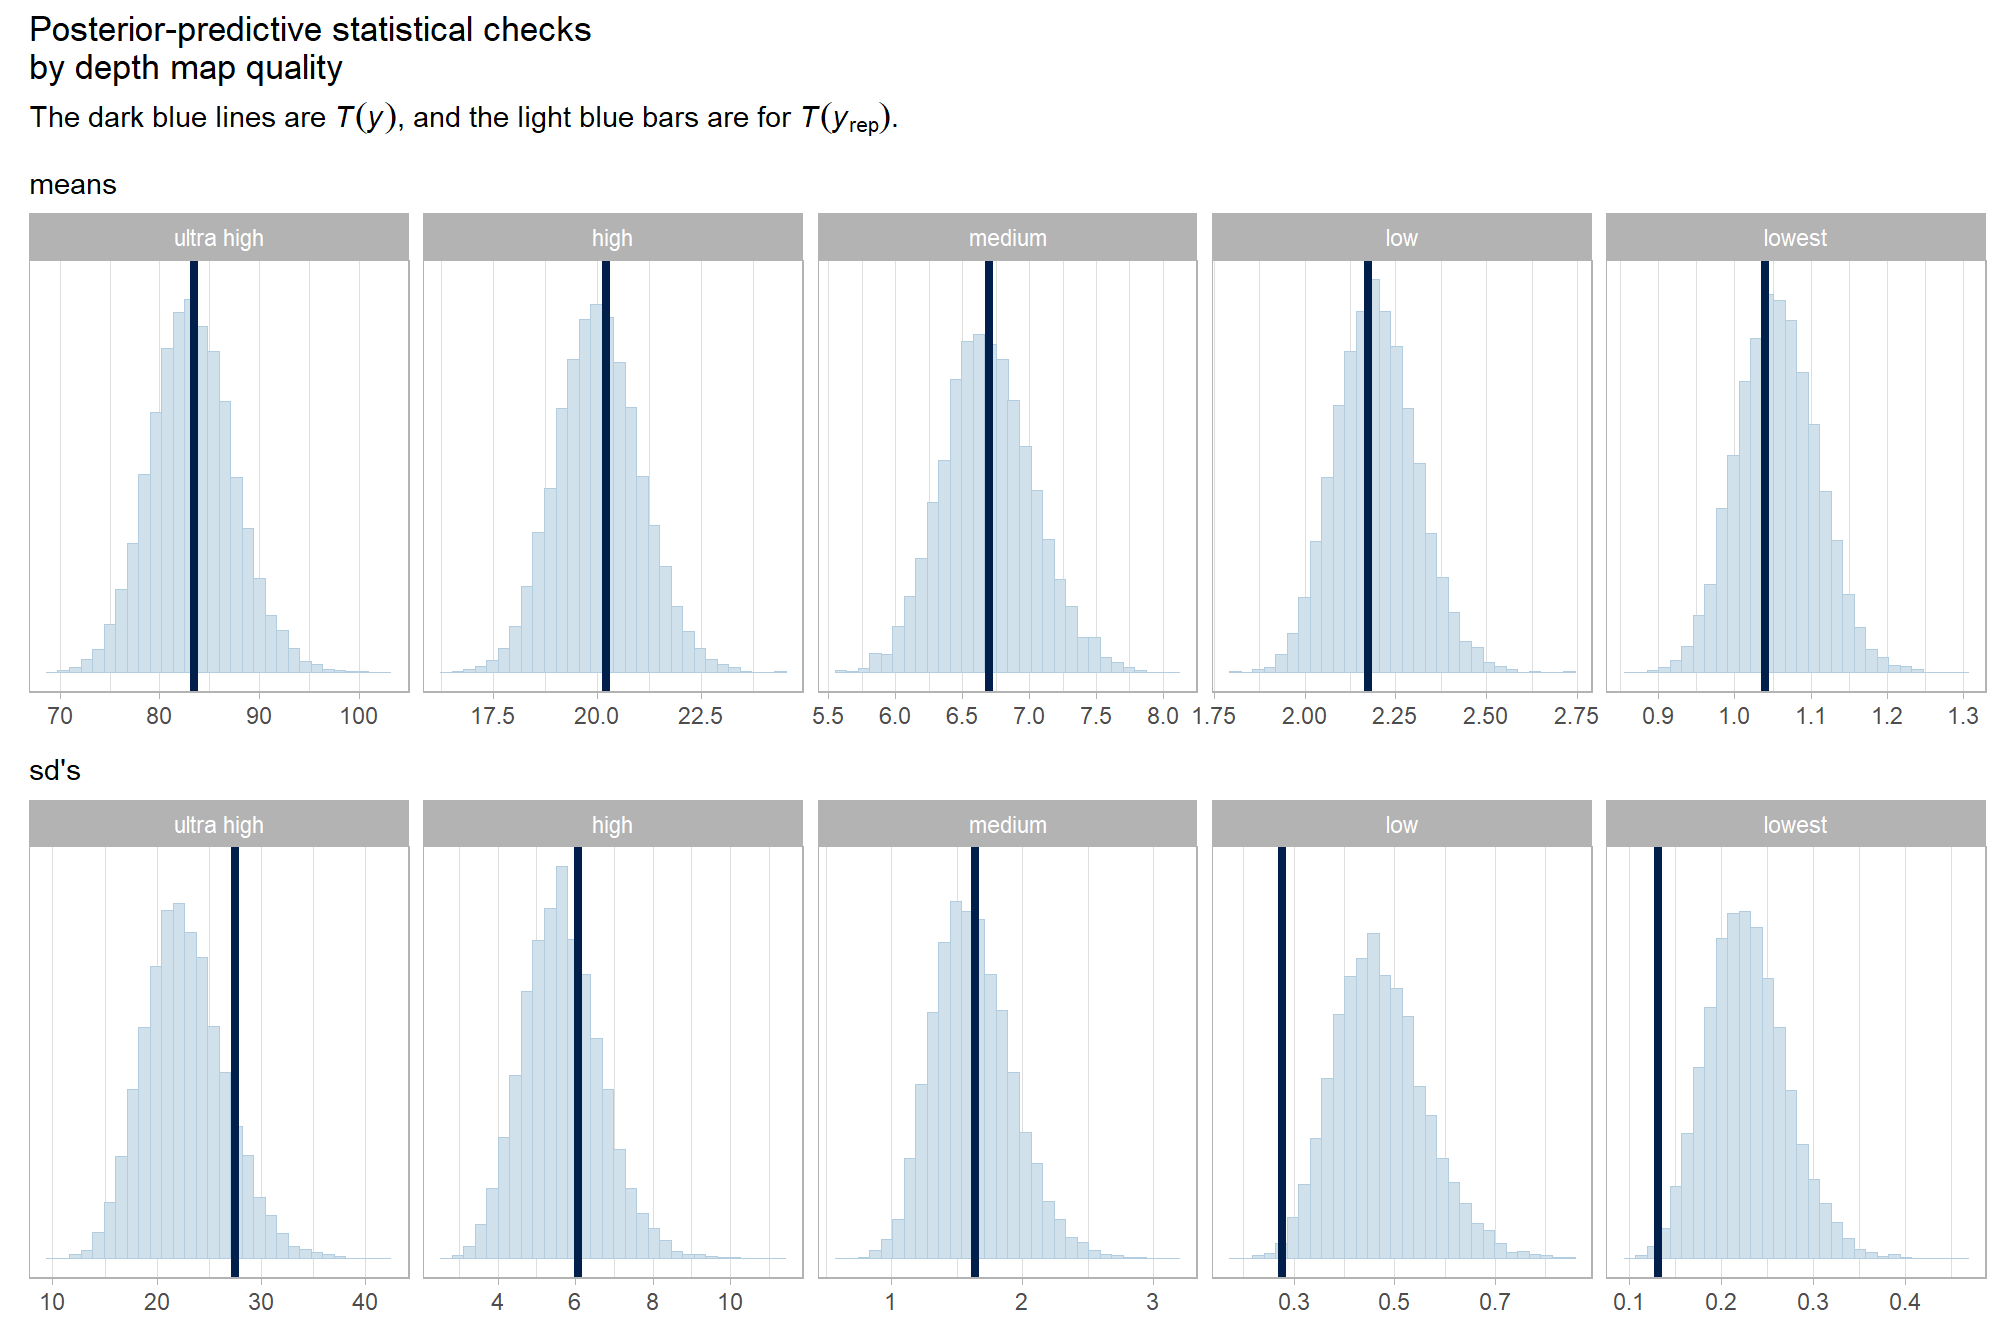 Posterior-predictive statistical checks
by depth map quality
The dark blue lines are T(y), and the light blue bars are for T(y_rep).
means
ultra high high medium low lowest
70 80 90 100 17.5 20.0 22.5 5.5 6.0 6.5 7.0 7.5 8.0 1.75 2.00 2.25 2.50 2.75 0.9 1.0 1.1 1.2 1.3
sd's
ultra high high medium low lowest
10 20 30 40 4 6 8 10 1 2 3 0.3 0.5 0.7 0.1 0.2 0.3 0.4